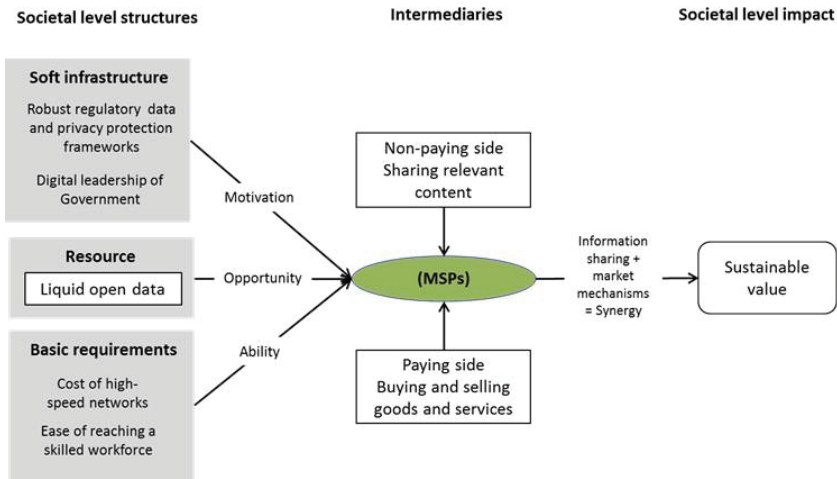 Societal level structures
Intermediaries
Societal level impact
Soft infrastructure
Robust regulatory data
and privacy protection
frameworks
Digital leadership of
Government
Motivation
Non-paying side
Sharing relevant
content
Resource
Liquid open data
Opportunity
(MSPs)
Information
sharing +
market
mechanisms
= Synergy
Sustainable
value
Basic requirements
Cost of high-
speed networks
Ease of reaching a
skilled workforce
Ability
Paying side
Buying and selling
goods and services